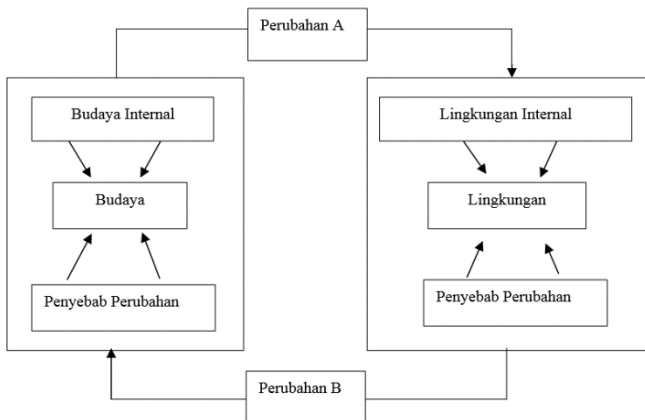 Perubahan A
Budaya Internal
Budaya
Penyebab Perubahan
Lingkungan Internal
Lingkungan
Penyebab Perubahan
Perubahan B